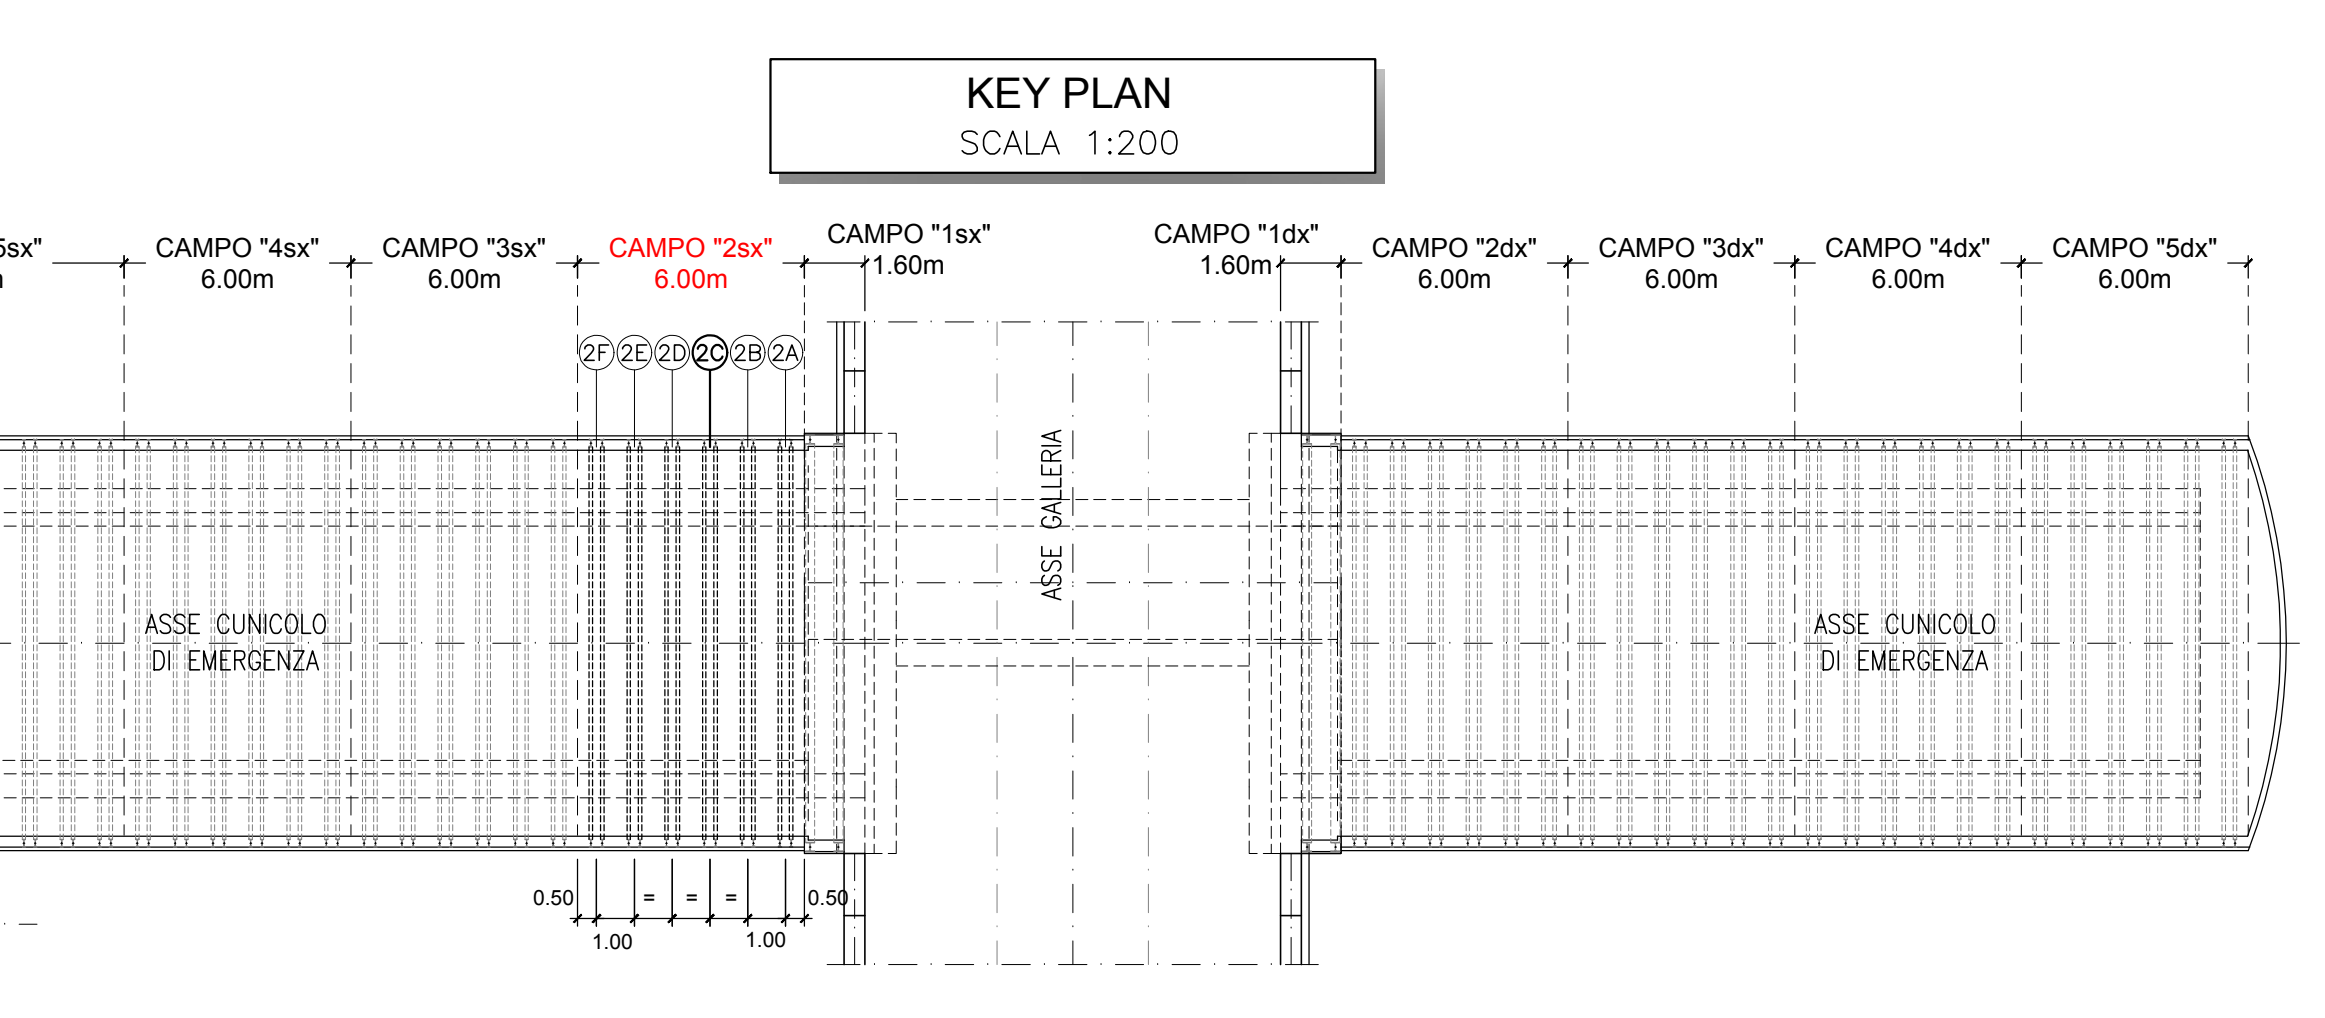 KEY PLAN
SCALA 1:200
5sx"
CAMPO "4sx"
6.00m
CAMPO "3sx"
6.00m
CAMPO "2sx"
6.00m
CAMPO "1sx"
1.60m
CAMPO "1dx"
1.60m
CAMPO "2dx"
6.00m
CAMPO "3dx"
6.00m
CAMPO "4dx"
6.00m
CAMPO "5dx"
6.00m
2F 2E 2D 2C 2B 2A
ASSE GALLERIA
ASSE CUNICOLO
DI EMERGENZA
ASSE CUNICOLO
DI EMERGENZA
0.50 = = = 0.50
1.00 1.00